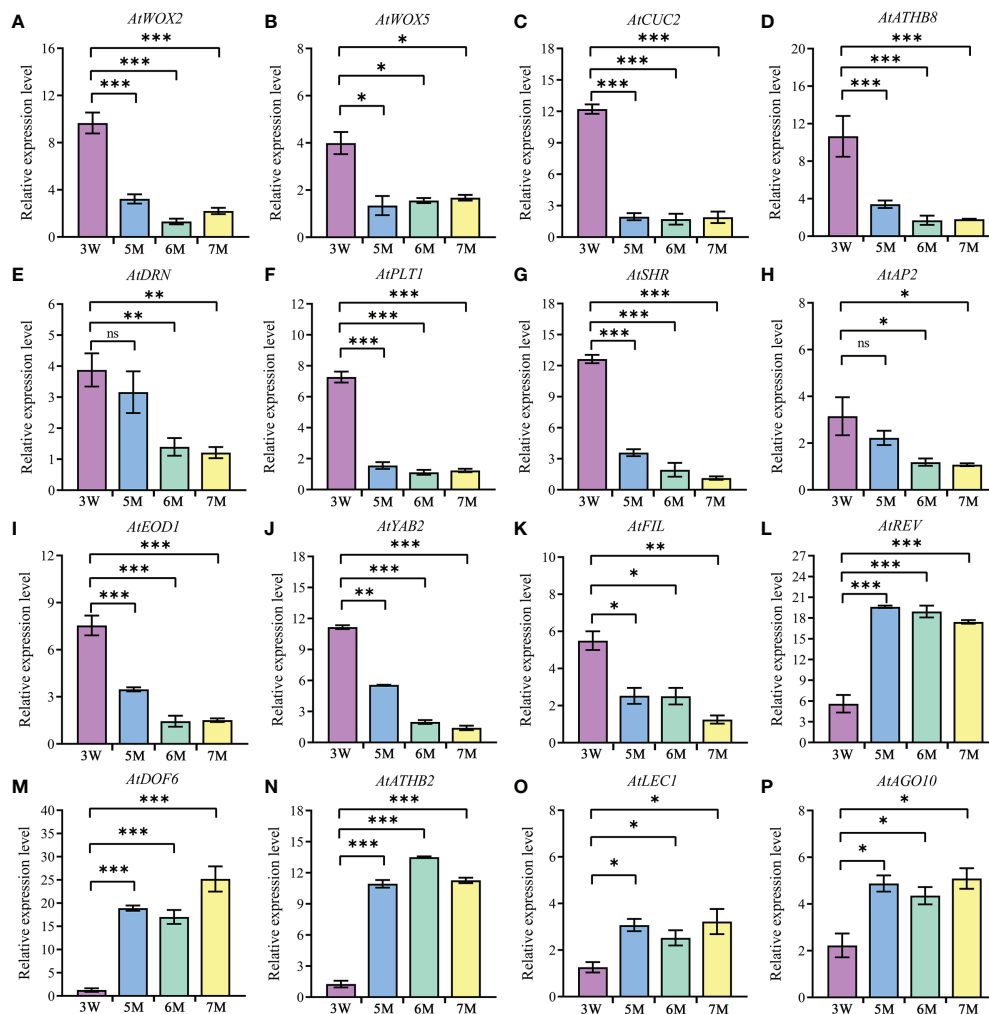 A AtWOX2
Relative expression level
16
12
8
4
0
***
***
***
3W 5M 6M 7M
B AtWOX5
Relative expression level
8
6
4
2
0
*
*
*
3W 5M 6M 7M
C AtCUC2
Relative expression level
18
15
12
9
6
3
0
***
***
***
3W 5M 6M 7M
D AtATHB8
Relative expression level
20
16
12
8
4
0
***
***
***
3W 5M 6M 7M
E AtDRN
Relative expression level
6
5
4
3
2
1
0
**
**
ns
3W 5M 6M 7M
F AtPLT1
Relative expression level
12
10
8
6
4
2
0
***
***
***
3W 5M 6M 7M
G AtSHR
Relative expression level
18
15
12
9
6
3
0
***
***
***
3W 5M 6M 7M
H AtAP2
Relative expression level
8
6
4
2
0
*
*
ns
3W 5M 6M 7M
I AtEOD1
Relative expression level
12
9
6
3
0
***
***
***
3W 5M 6M 7M
J AtYAB2
Relative expression level
18
15
12
9
6
3
0
***
***
**
3W 5M 6M 7M
K AtFIL
Relative expression level
10
8
6
4
2
0
**
*
*
3W 5M 6M 7M
L AtREV
Relative expression level
27
24
21
18
15
12
9
6
3
0
***
***
***
3W 5M 6M 7M
M AtDOF6
Relative expression level
40
35
30
25
20
15
10
5
0
***
***
***
3W 5M 6M 7M
N AtATHB2
Relative expression level
18
15
12
9
6
3
0
***
***
***
3W 5M 6M 7M
O AtLEC1
Relative expression level
8
6
4
2
0
*
*
*
3W 5M 6M 7M
P AtAGO10
Relative expression level
8
6
4
2
0
*
*
*
3W 5M 6M 7M